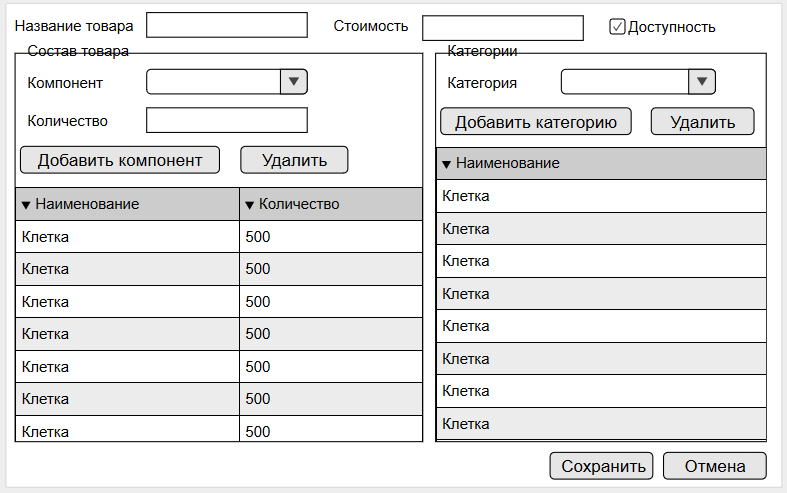 Название товара
Стоимость
Доступность
Состав товара
Компонент
Количество
Добавить компонент
Удалить
Наименование
Количество
Клетка
500
Клетка
500
Клетка
500
Клетка
500
Клетка
500
Клетка
500
Клетка
500
Категории
Категория
Добавить категорию
Удалить
Наименование
Клетка
Клетка
Клетка
Клетка
Клетка
Клетка
Клетка
Клетка
Сохранить
Отмена